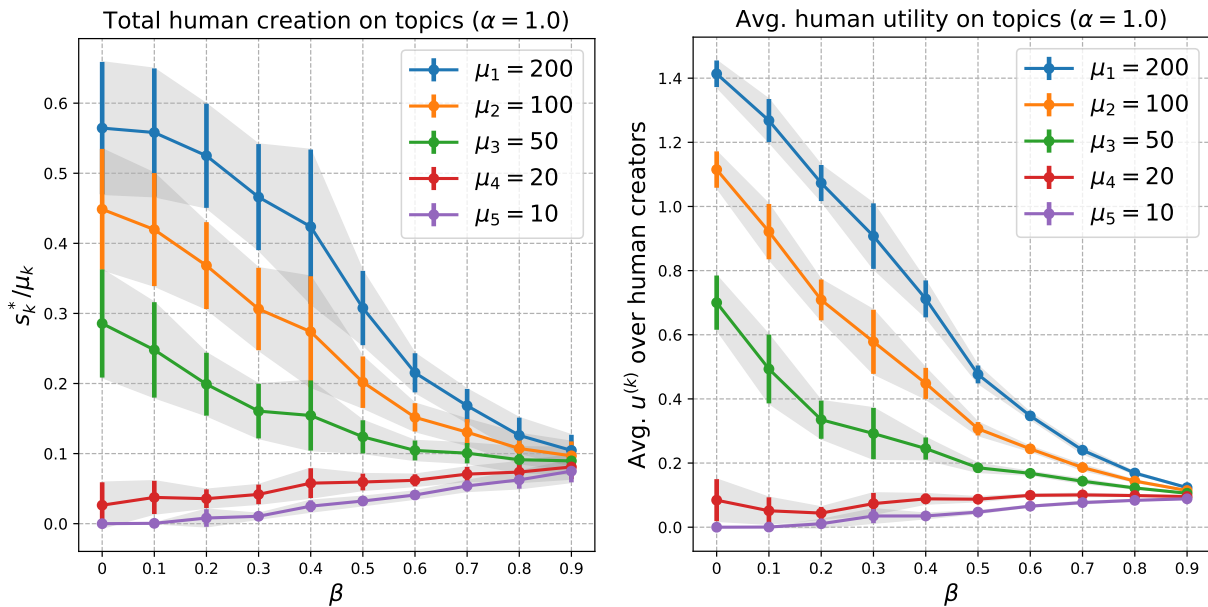 Total human creation on topics (α = 1.0)
s*ₖ/μₖ
0.6
0.5
0.4
0.3
0.2
0.1
0.0
μ₁ = 200
μ₂ = 100
μ₃ = 50
μ₄ = 20
μ₅ = 10
0 0.1 0.2 0.3 0.4 0.5 0.6 0.7 0.8 0.9
β
Avg. human utility on topics (α = 1.0)
Avg. u⁽ᵏ⁾ over human creators
1.4
1.2
1.0
0.8
0.6
0.4
0.2
0.0
μ₁ = 200
μ₂ = 100
μ₃ = 50
μ₄ = 20
μ₅ = 10
0 0.1 0.2 0.3 0.4 0.5 0.6 0.7 0.8 0.9
β